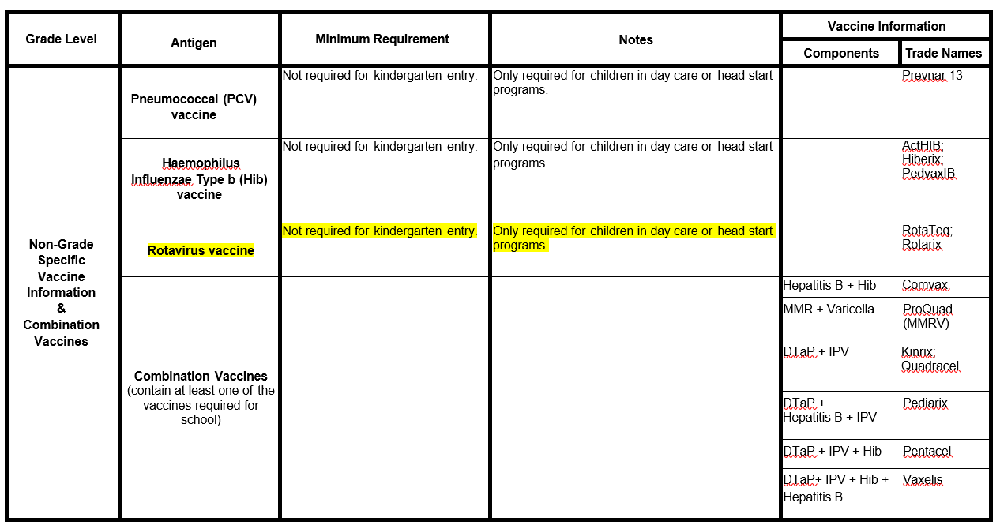 Grade Level
Antigen
Minimum Requirement
Notes
Vaccine Information
Components
Trade Names
Non-Grade
Specific
Vaccine
Information
&
Combination
Vaccines
Pneumococcal (PCV)
vaccine
Not required for kindergarten entry.
Only required for children in day care or head start
programs.
Prevnar 13
Haemophilus
Influenzae Type b (Hib)
vaccine
Not required for kindergarten entry.
Only required for children in day care or head start
programs.
ActHIB;
Hiberix;
PedvaxIB
Rotavirus vaccine
Not required for kindergarten entry.
Only required for children in day care or head start
programs.
RotaTeq;
Rotarix
Combination Vaccines
(contain at least one of the
vaccines required for
school)
Hepatitis B + Hib
Comvax
MMR + Varicella
ProQuad
(MMRV)
DTaP + IPV
Kinrix;
Quadracel
DTaP +
Hepatitis B + IPV
Pediarix
DTaP + IPV + Hib
Pentacel
DTaP+ IPV + Hib +
Hepatitis B
Vaxelis